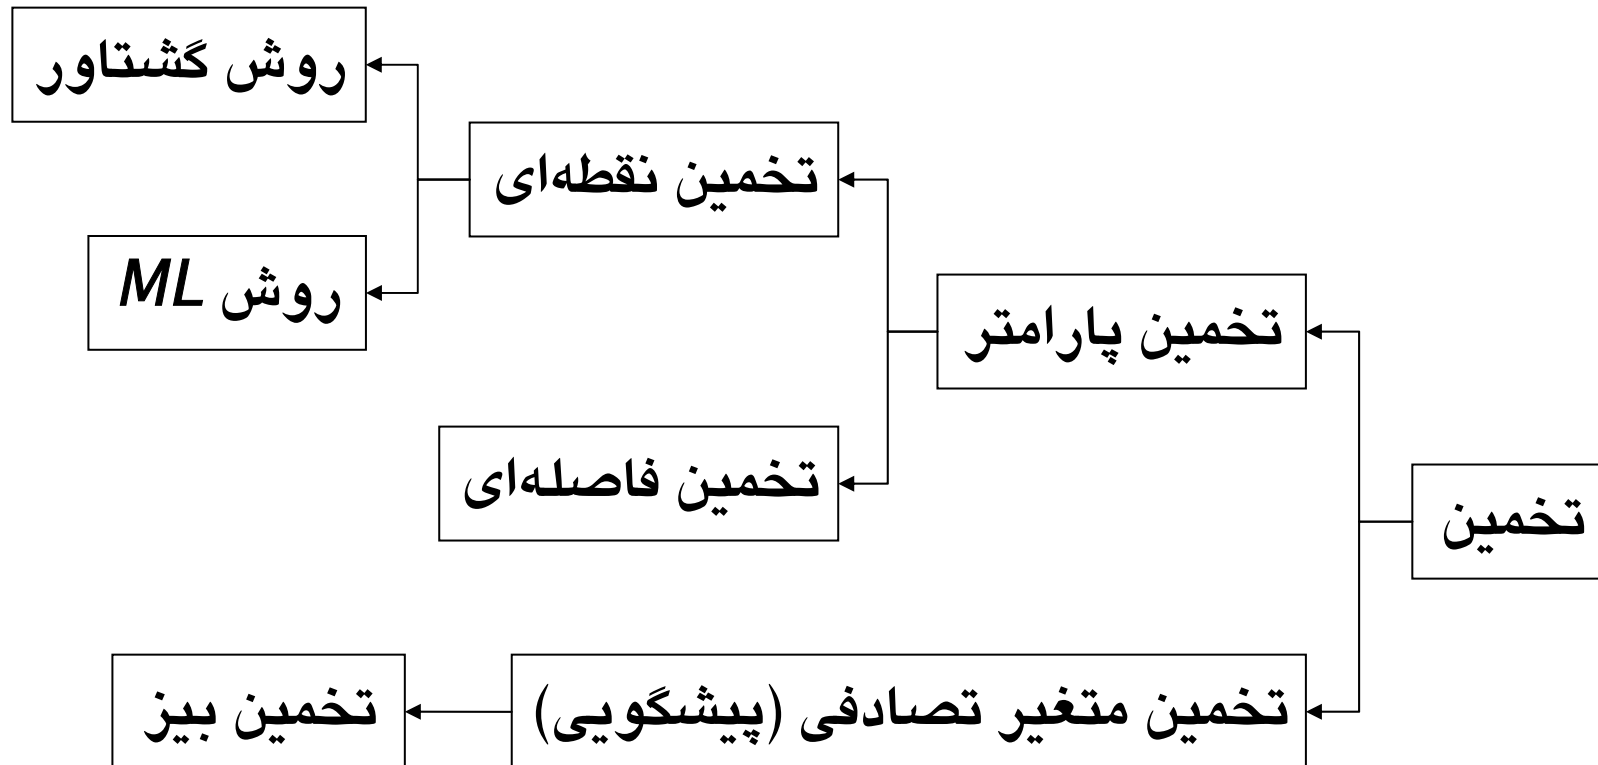 روش گشتاور
تخمین نقطه‌ای
روش ML
تخمین پارامتر
تخمین فاصله‌ای
تخمین
تخمین متغیر تصادفی (پیشگویی)
تخمین بیز